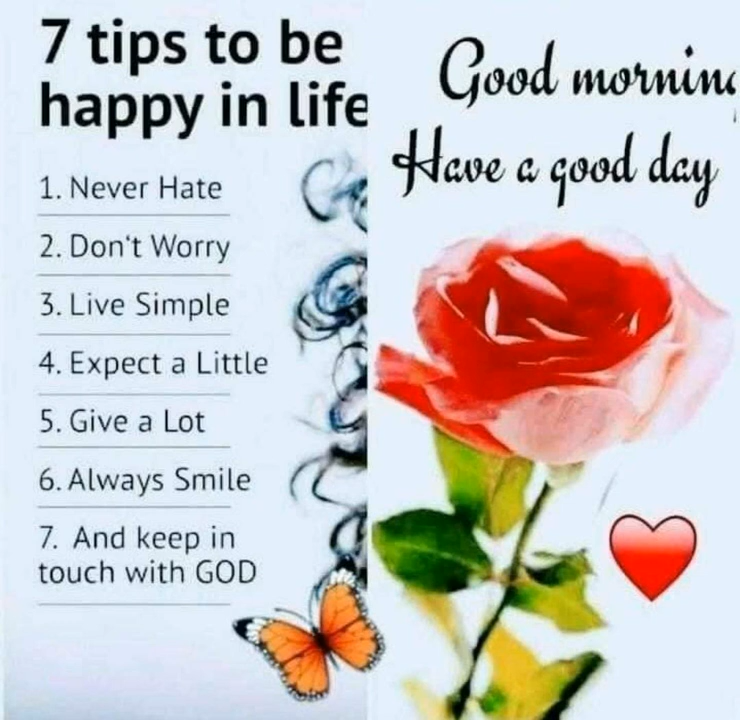 7 tips to be
happy in life
1. Never Hate
2. Don't Worry
3. Live Simple
4. Expect a Little
5. Give a Lot
6. Always Smile
7. And keep in
touch with GOD
Good mornin
Have a good day